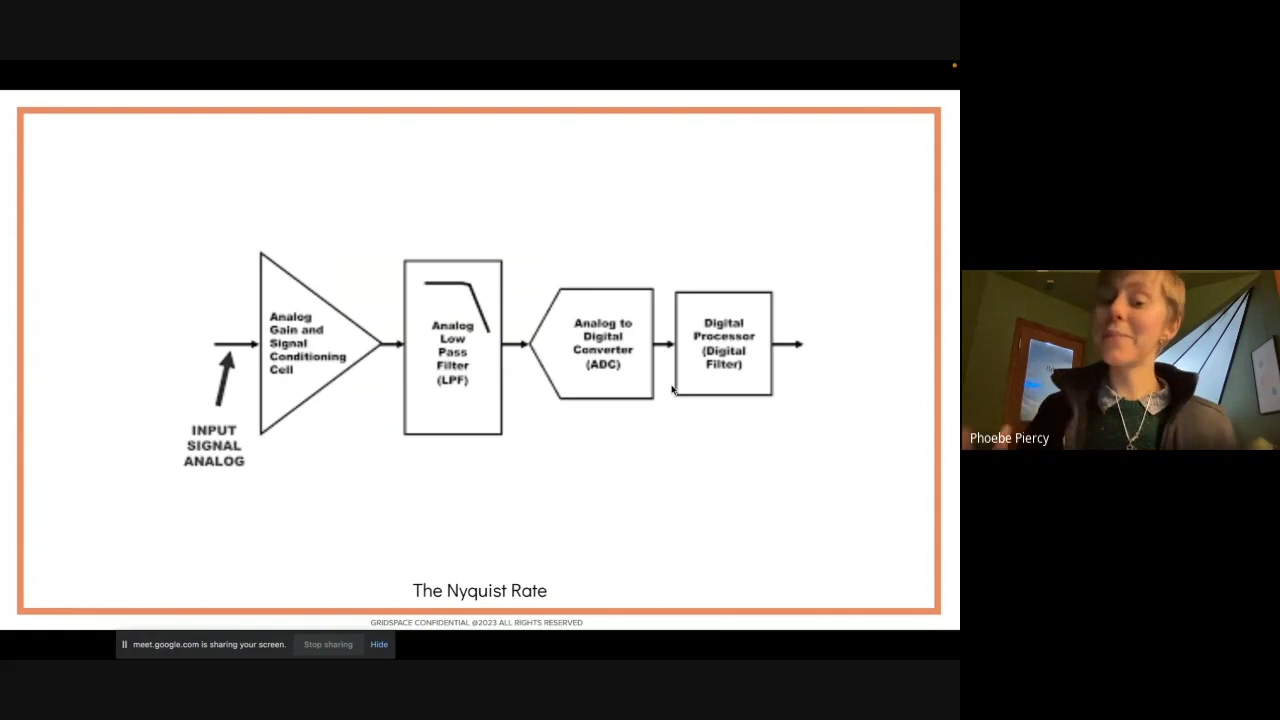 Analog
Gain and
Signal
Conditioning
Cell
Analog
Low
Pass
Filter
(LPF)
Analog to
Digital
Converter
(ADC)
Digital
Processor
(Digital
Filter)
INPUT
SIGNAL
ANALOG
The Nyquist Rate
GRIDSPACE CONFIDENTIAL @2023 ALL RIGHTS RESERVED
meet.google.com is sharing your screen.
Stop sharing
Hide
Phoebe Piercy